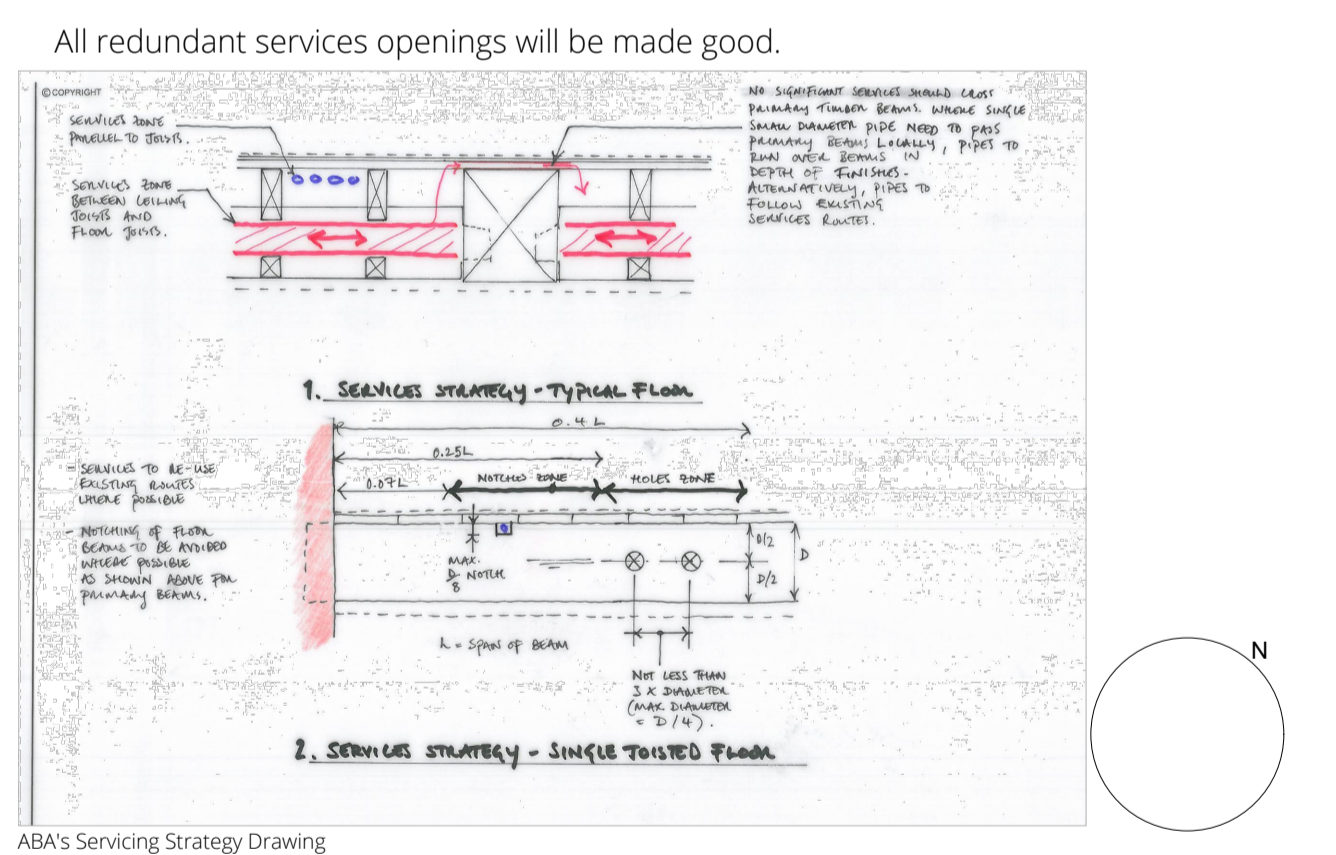 All redundant services openings will be made good.
© COPYRIGHT
SERVICES ZONE
PARALLEL TO JOISTS.
SERVICES ZONE
BETWEEN CEILING
JOISTS AND
FLOOR JOISTS.
NO SIGNIFICANT SERVICES SHOULD CROSS
PRIMARY TIMBER BEAMS. WHERE SINGLE
SMALL DIAMETER PIPE NEED TO PASS
PRIMARY BEAMS LOCALLY, PIPES TO
RUN OVER BEAMS IN
DEPTH OF FINISHES.
ALTERNATIVELY, PIPES TO
FOLLOW EXISTING
SERVICES ROUTES.
1. SERVICES STRATEGY - TYPICAL FLOOR
0.4L
0.25L
0.07L
NOTCHED ZONE
HOLES ZONE
- SERVICES TO RE-USE
EXISTING ROUTES
WHERE POSSIBLE
- NOTCHING OF FLOOR
BEAMS TO BE AVOIDED
WHERE POSSIBLE
AS SHOWN ABOVE FOR
PRIMARY BEAMS.
MAX.
D/8 NOTCH
D/2
D
D/2
L = SPAN OF BEAM
NOT LESS THAN
3 X DIAMETER
(MAX. DIAMETER
= D/4).
2. SERVICES STRATEGY - SINGLE JOISTED FLOOR
N
ABA's Servicing Strategy Drawing